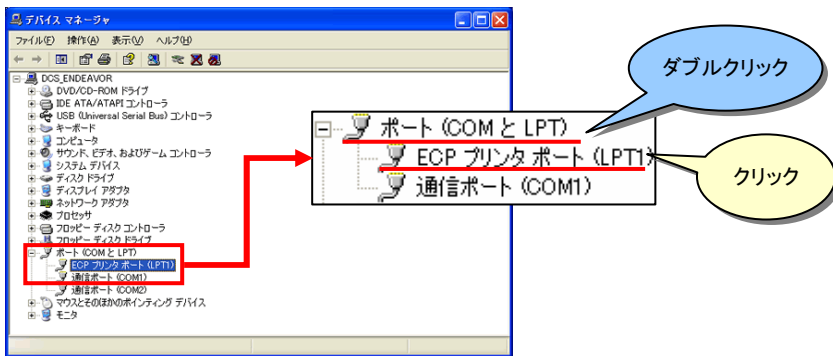 デバイス マネージャ
ファイル(F) 操作(A) 表示(V) ヘルプ(H)
DCS_ENDEAVOR
DVD/CD-ROM ドライブ
IDE ATA/ATAPI コントローラ
USB (Universal Serial Bus) コントローラ
キーボード
コンピュータ
サウンド、ビデオ、およびゲーム コントローラ
システム デバイス
ディスク ドライブ
ディスプレイ アダプタ
ネットワーク アダプタ
プロセッサ
フロッピー ディスク コントローラ
フロッピー ディスク ドライブ
ポート (COM と LPT)
ECP プリンタ ポート (LPT1)
通信ポート (COM1)
通信ポート (COM2)
マウスとそのほかのポインティング デバイス
モニタ
ポート (COM と LPT)
ECP プリンタ ポート (LPT1)
通信ポート (COM1)
ダブルクリック
クリック